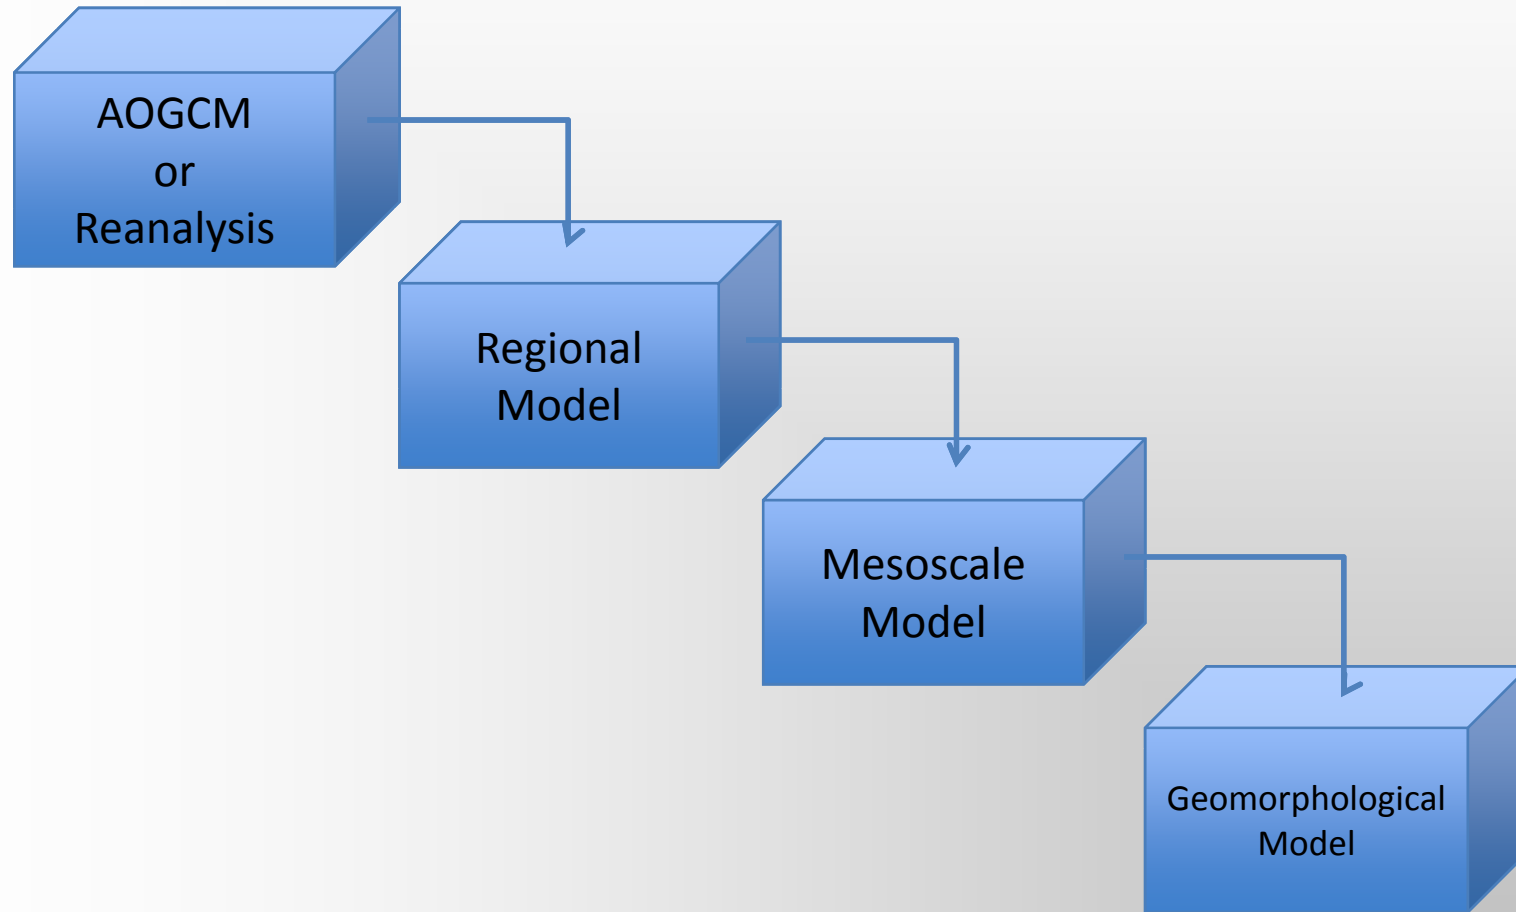 AOGCM
or
Reanalysis
Regional
Model
Mesoscale
Model
Geomorphological
Model